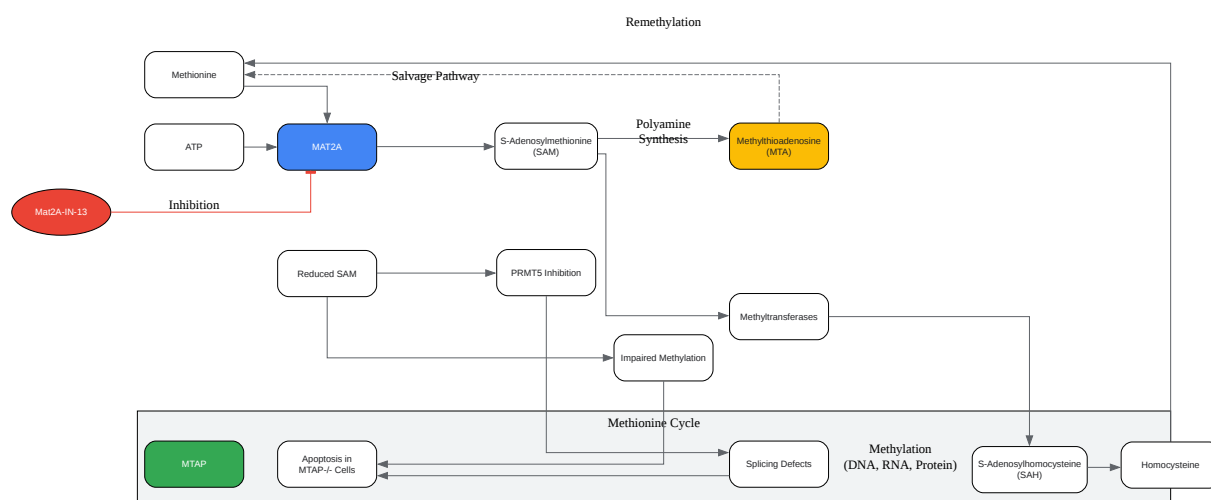 Remethylation
Methionine
Salvage Pathway
ATP
MAT2A
S-Adenosylmethionine
(SAM)
Polyamine
Synthesis
Methylthioadenosine
(MTA)
Mat2A-IN-13
Inhibition
Reduced SAM
PRMT5 Inhibition
Methyltransferases
Impaired Methylation
Methionine Cycle
MTAP
Apoptosis in
MTAP-/- Cells
Splicing Defects
Methylation
(DNA, RNA, Protein)
S-Adenosylhomocysteine
(SAH)
Homocysteine